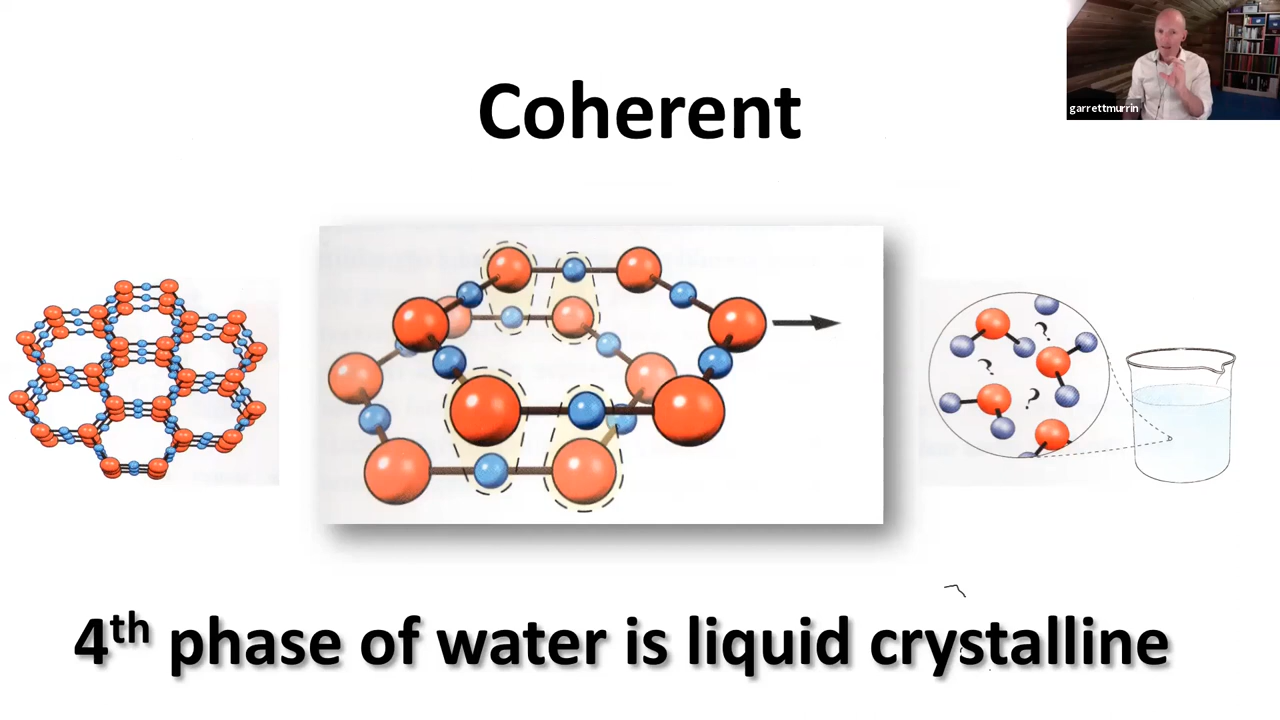 garrettmurrin
Coherent
?
?
?
4th phase of water is liquid crystalline